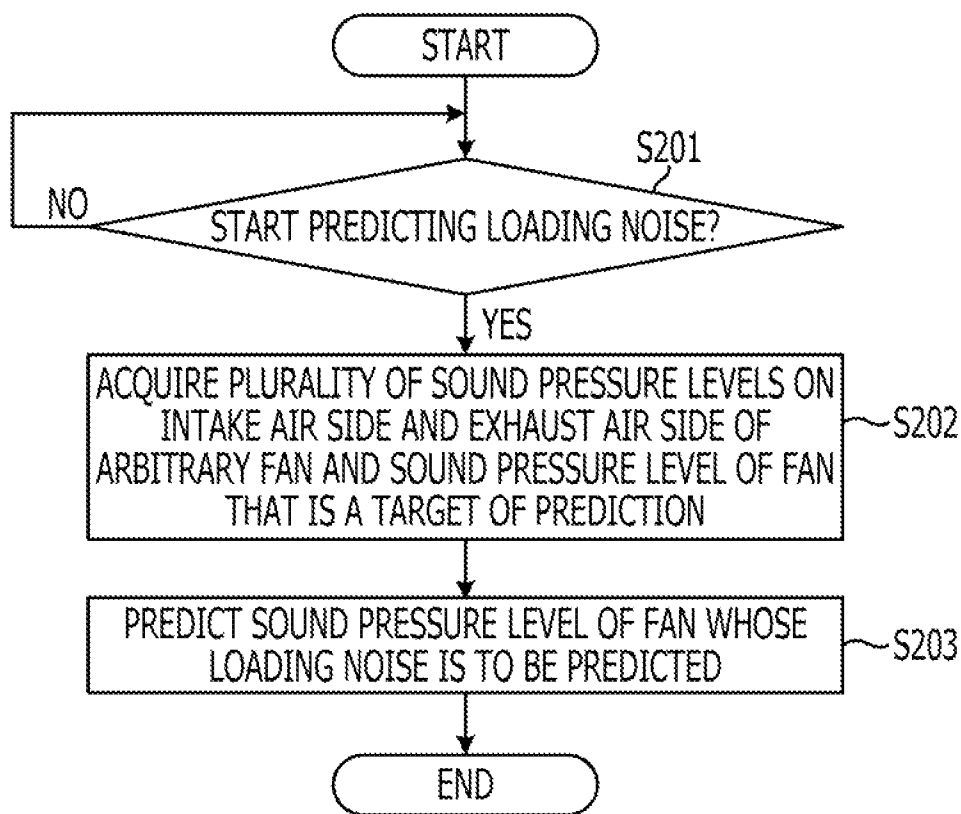 START
S201
NO
START PREDICTING LOADING NOISE?
YES
ACQUIRE PLURALITY OF SOUND PRESSURE LEVELS ON
INTAKE AIR SIDE AND EXHAUST AIR SIDE OF
ARBITRARY FAN AND SOUND PRESSURE LEVEL OF FAN
THAT IS A TARGET OF PREDICTION
S202
PREDICT SOUND PRESSURE LEVEL OF FAN WHOSE
LOADING NOISE IS TO BE PREDICTED
S203
END